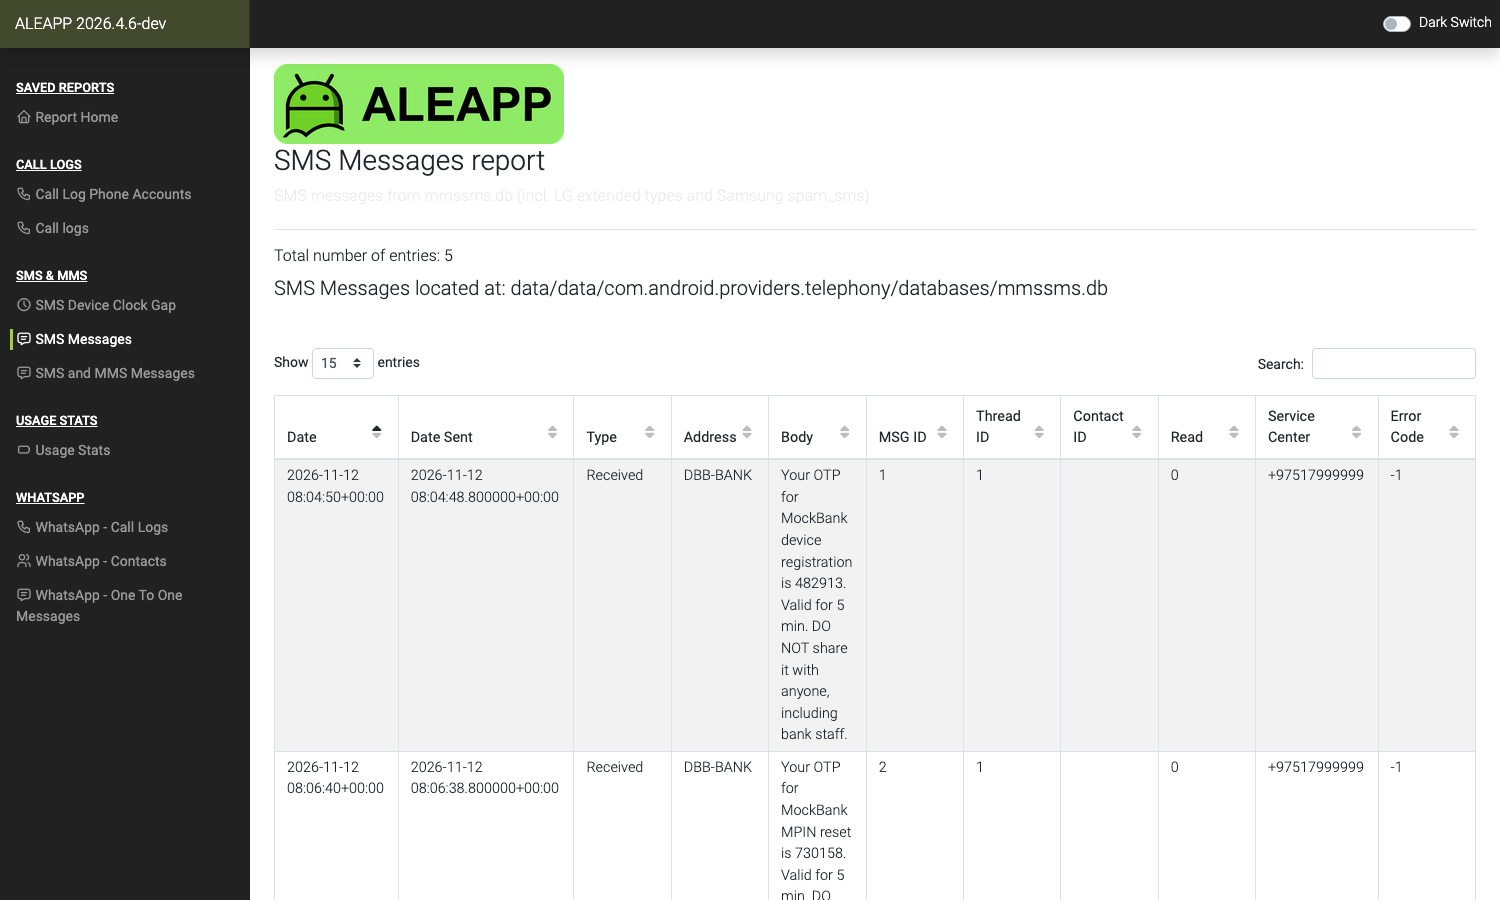 ALEAPP 2026.4.6-dev
Dark Switch
SAVED REPORTS
Report Home
CALL LOGS
Call Log Phone Accounts
Call logs
SMS & MMS
SMS Device Clock Gap
SMS Messages
SMS and MMS Messages
USAGE STATS
Usage Stats
WHATSAPP
WhatsApp - Call Logs
WhatsApp - Contacts
WhatsApp - One To One
Messages
ALEAPP
SMS Messages report
SMS messages from mmssms.db (incl. LG extended types and Samsung spam_sms)
Total number of entries: 5
SMS Messages located at: data/data/com.android.providers.telephony/databases/mmssms.db
Show 15 entries
Search:
Date
Date Sent
Type
Address
Body
MSG ID
Thread
ID
Contact
ID
Read
Service
Center
Error
Code
2026-11-12
08:04:50+00:00
2026-11-12
08:04:48.800000+00:00
Received
DBB-BANK
Your OTP
for
MockBank
device
registration
is 482913.
Valid for 5
min. DO
NOT share
it with
anyone,
including
bank staff.
1
1
0
+97517999999
-1
2026-11-12
08:06:40+00:00
2026-11-12
08:06:38.800000+00:00
Received
DBB-BANK
Your OTP
for
MockBank
MPIN reset
is 730158.
Valid for 5
min. DO
2
1
0
+97517999999
-1